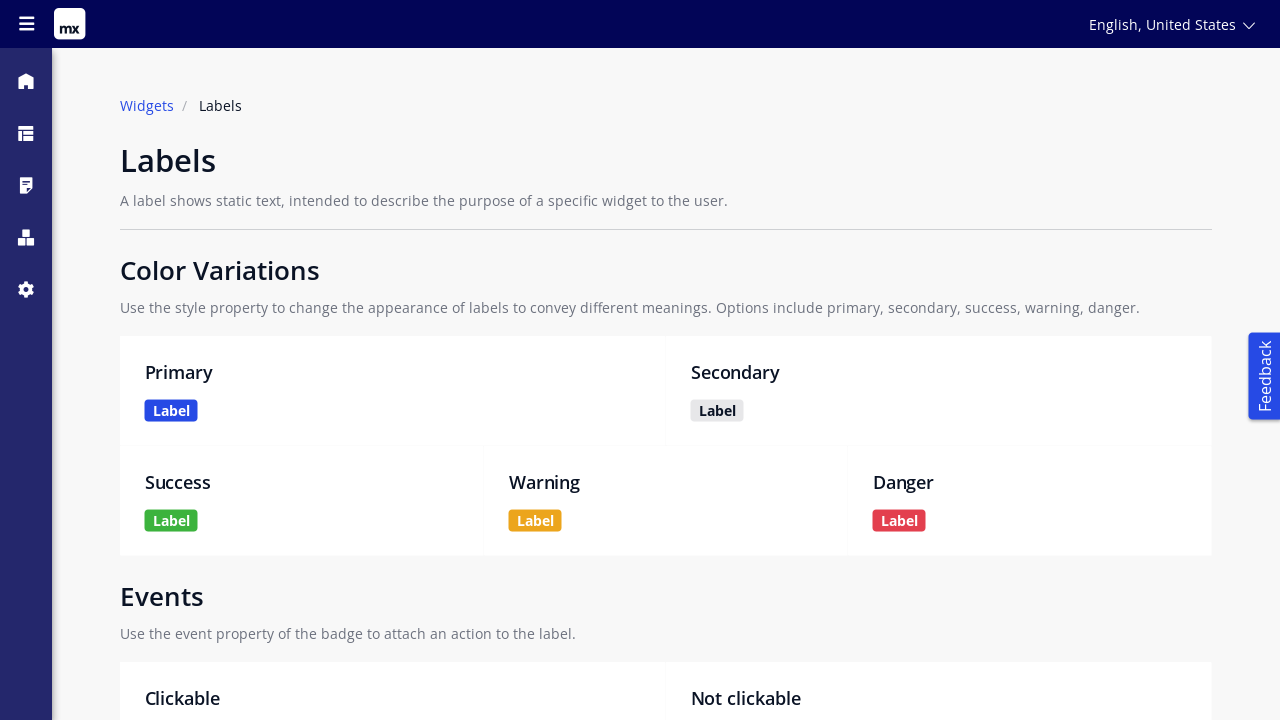 mx
English, United States
Widgets / Labels
Labels
A label shows static text, intended to describe the purpose of a specific widget to the user.
Color Variations
Use the style property to change the appearance of labels to convey different meanings. Options include primary, secondary, success, warning, danger.
Primary
Label
Secondary
Label
Success
Label
Warning
Label
Danger
Label
Feedback
Events
Use the event property of the badge to attach an action to the label.
Clickable
Not clickable